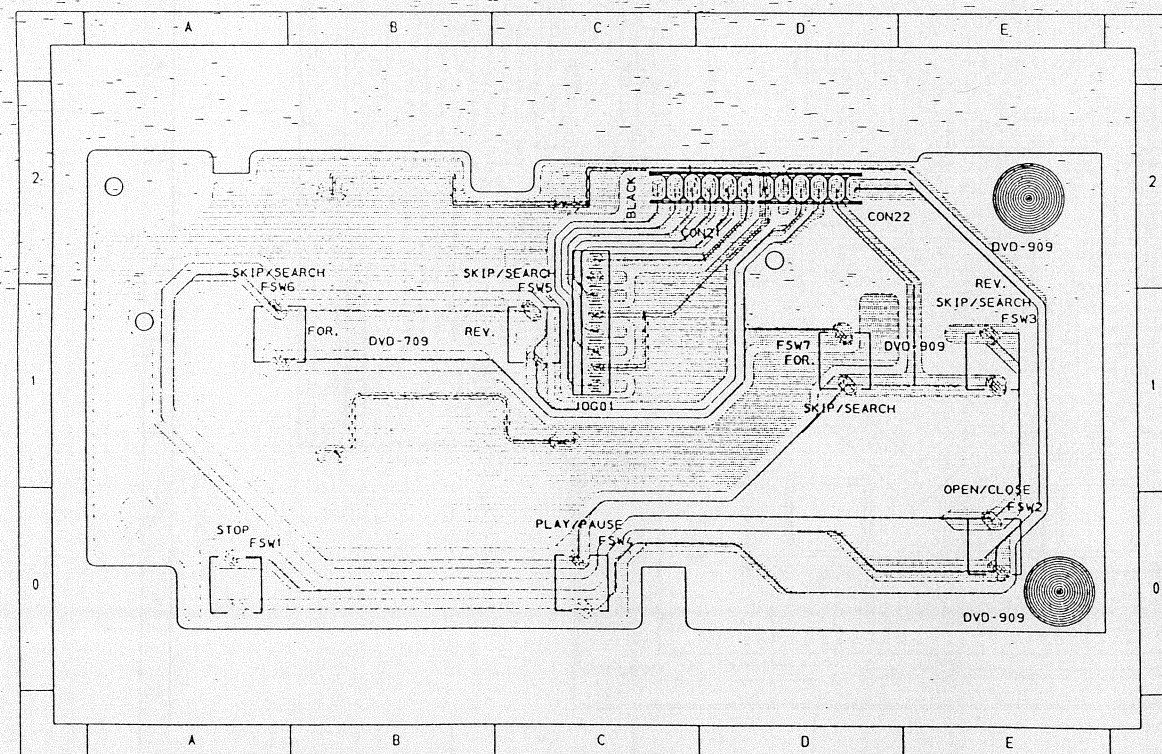 A B C D E
2 2
BLACK
CON21
CON22
DVD-909
SKIP/SEARCH
FSW6
SKIP/SEARCH
FSW5
REV.
SKIP/SEARCH
FSW3
FOR.
DVD-709
REV.
FSW7
FOR.
DVD-909
1 1
JOG01
SKIP/SEARCH
OPEN/CLOSE
FSW2
STOP
FSW1
PLAY/PAUSE
FSW4
0 0
DVD-909
A B C D E